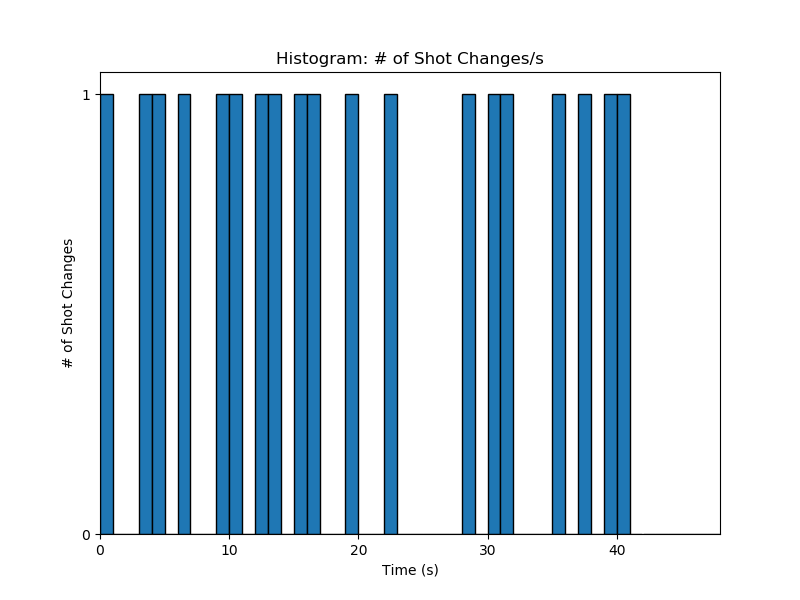 Histogram: # of Shot Changes/s
1
# of Shot Changes
0
0 10 20 30 40
Time (s)